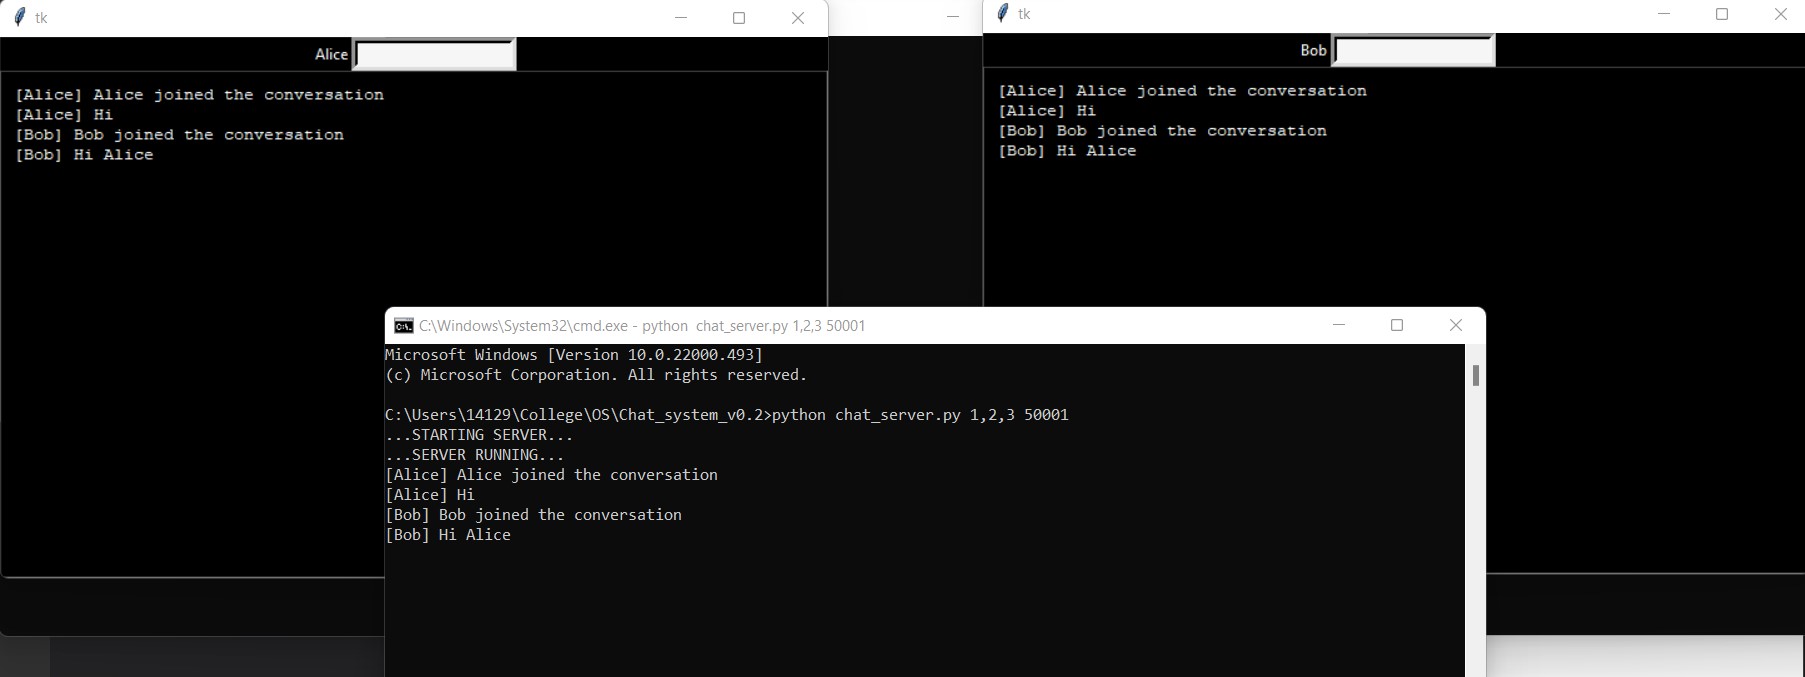 tk
Alice
[Alice] Alice joined the conversation
[Alice] Hi
[Bob] Bob joined the conversation
[Bob] Hi Alice
tk
Bob
[Alice] Alice joined the conversation
[Alice] Hi
[Bob] Bob joined the conversation
[Bob] Hi Alice
C:\Windows\System32\cmd.exe - python  chat_server.py 1,2,3 50001
Microsoft Windows [Version 10.0.22000.493]
(c) Microsoft Corporation. All rights reserved.
C:\Users\14129\College\OS\Chat_system_v0.2>python chat_server.py 1,2,3 50001
...STARTING SERVER...
...SERVER RUNNING...
[Alice] Alice joined the conversation
[Alice] Hi
[Bob] Bob joined the conversation
[Bob] Hi Alice